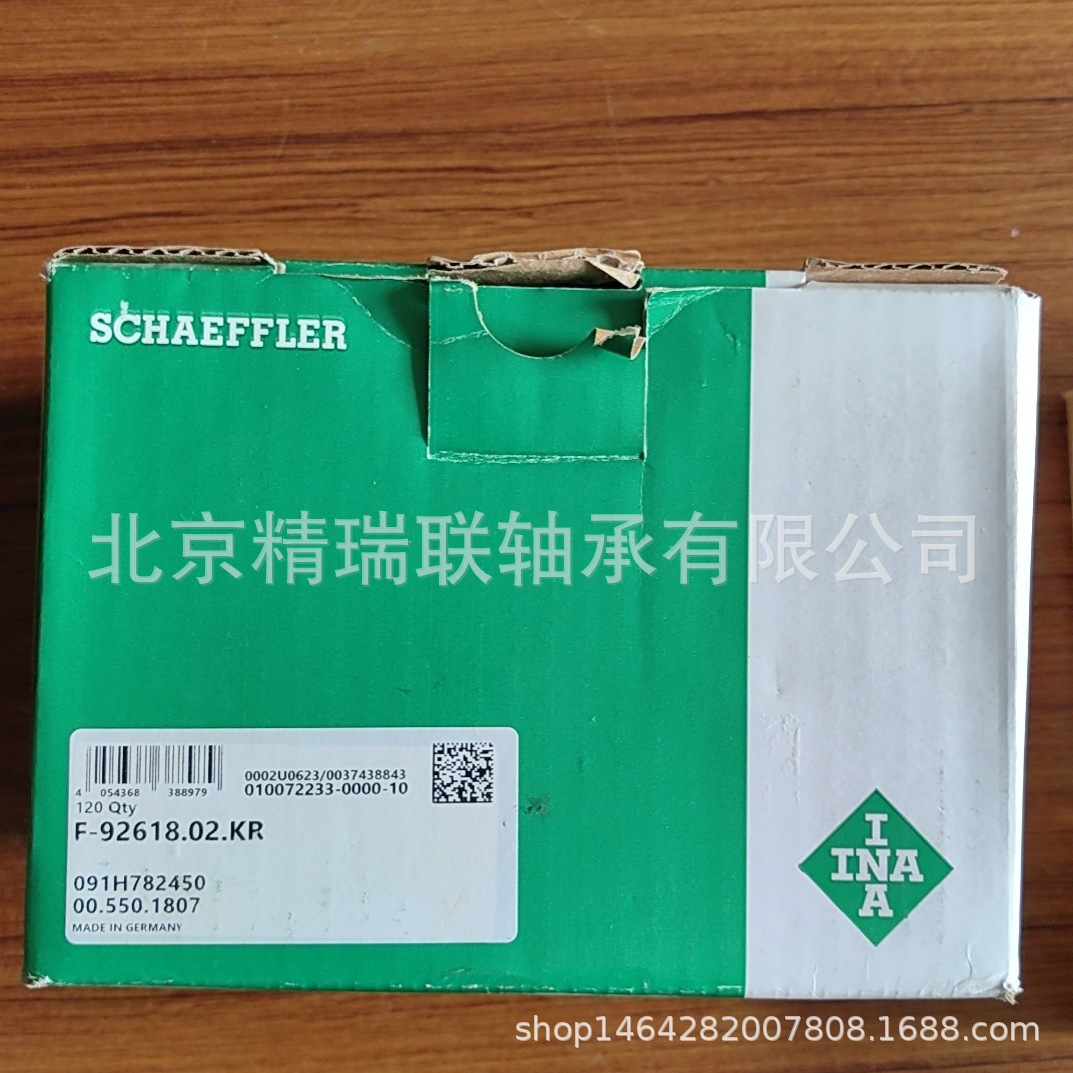 SCHAEFFLER
北京精瑞联轴承有限公司
4 054368 388979
0002U0623/0037438843
010072233-0000-10
120 Qty
F-92618.02.KR
091H782450
00.550.1807
MADE IN GERMANY
I
INA
A
shop1464282007808.1688.com